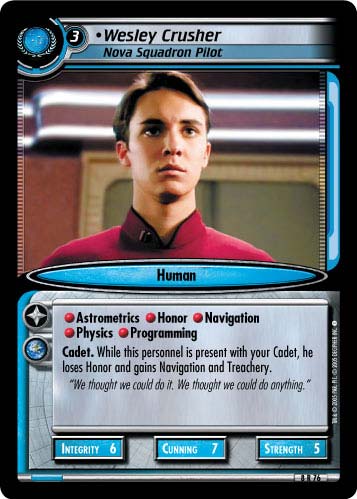 3
•Wesley Crusher
Nova Squadron Pilot
Human
Astrometrics Honor Navigation
Physics Programming
Cadet. While this personnel is present with your Cadet, he
loses Honor and gains Navigation and Treachery.
"We thought we could do it. We thought we could do anything."
INTEGRITY 6 CUNNING 7 STRENGTH 5
8 R 76